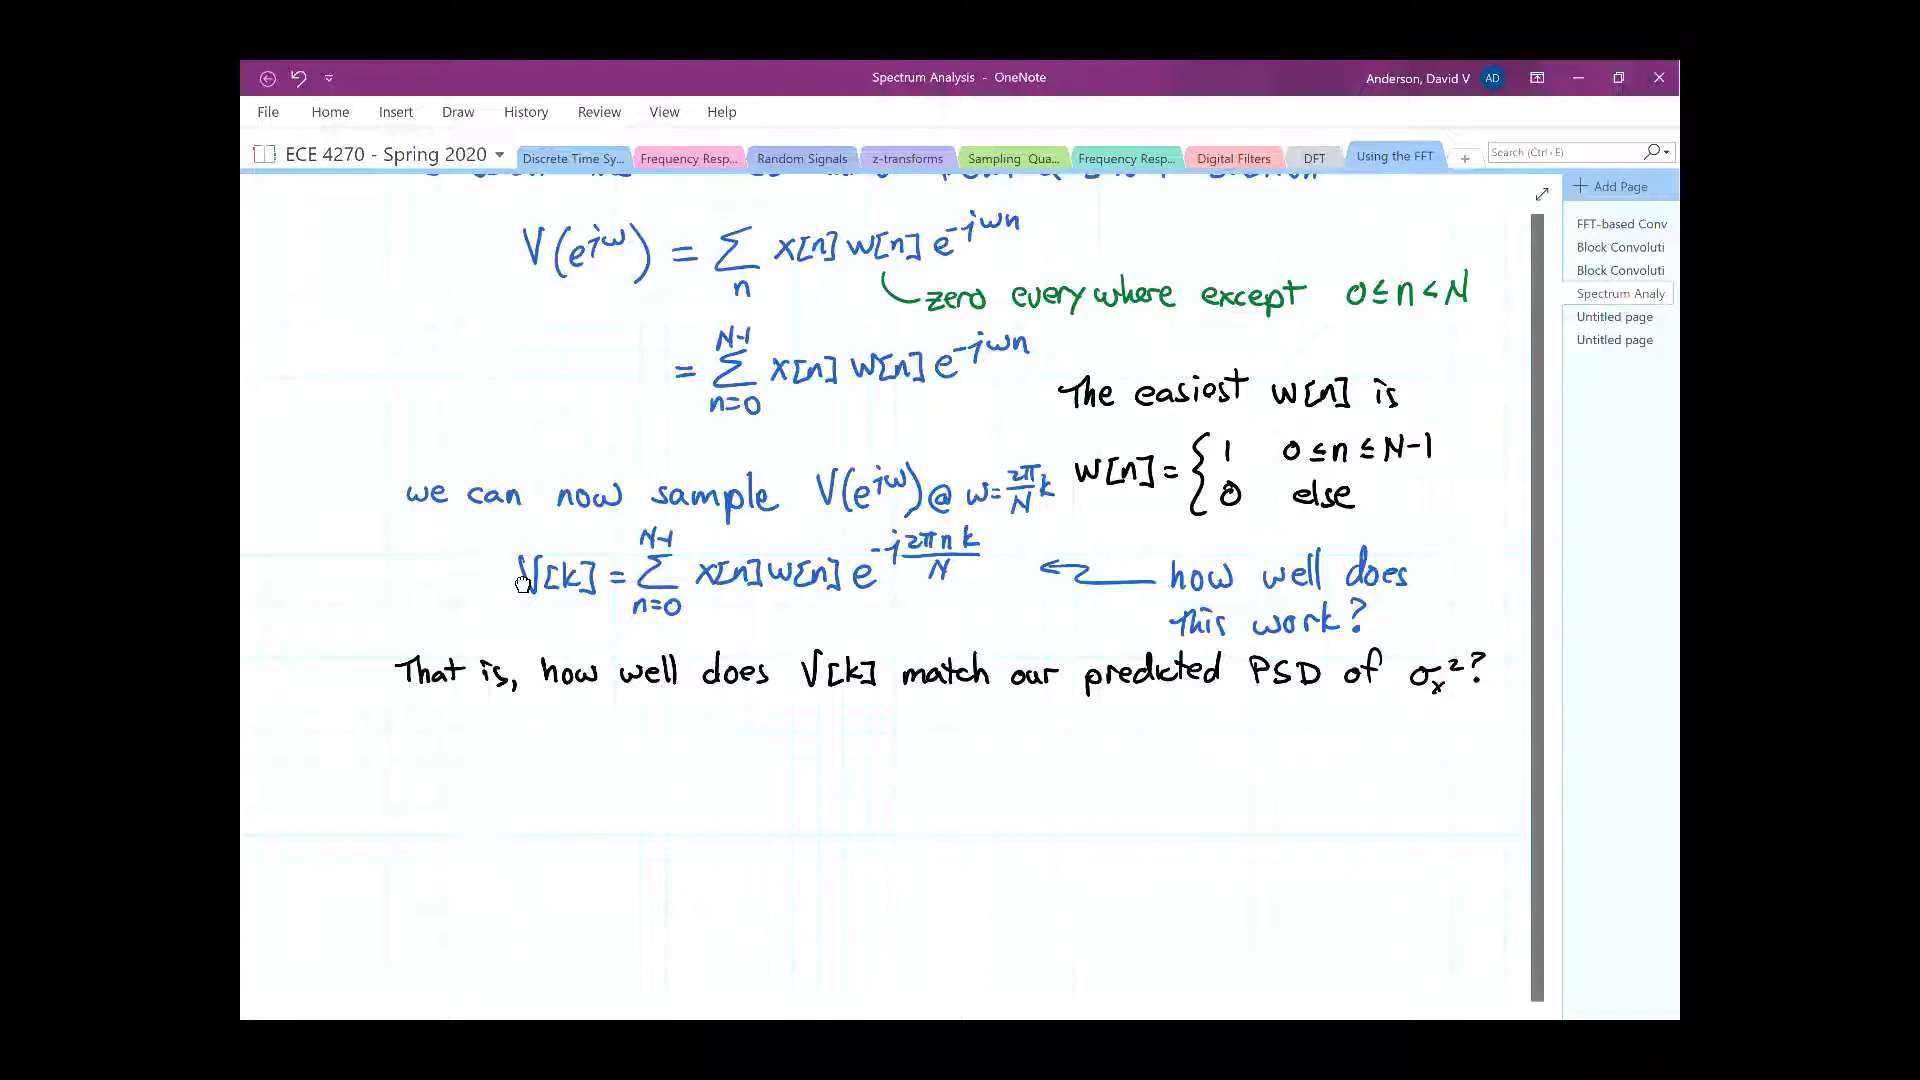 Spectrum Analysis - OneNote
Anderson, David V AD
File Home Insert Draw History Review View Help
ECE 4270 - Spring 2020
Discrete Time Sy... Frequency Resp... Random Signals z-transforms Sampling Qua... Frequency Resp... Digital Filters DFT Using the FFT +
Search (Ctrl+E)
Add Page
FFT-based Conv
Block Convoluti
Block Convoluti
Spectrum Analy
Untitled page
Untitled page
V(e^{jω}) = ∑_n x[n] w[n] e^{-jωn}
zero everywhere except 0≤n<N
= ∑_{n=0}^{N-1} x[n] w[n] e^{-jωn}
The easiest w[n] is
w[n] = { 1 0≤n≤N-1
0 else
we can now sample V(e^{jω}) @ ω=2π/N k
V[k] = ∑_{n=0}^{N-1} x[n] w[n] e^{-j2πnk/N}
how well does
this work?
That is, how well does V[k] match our predicted PSD of σ_x²?